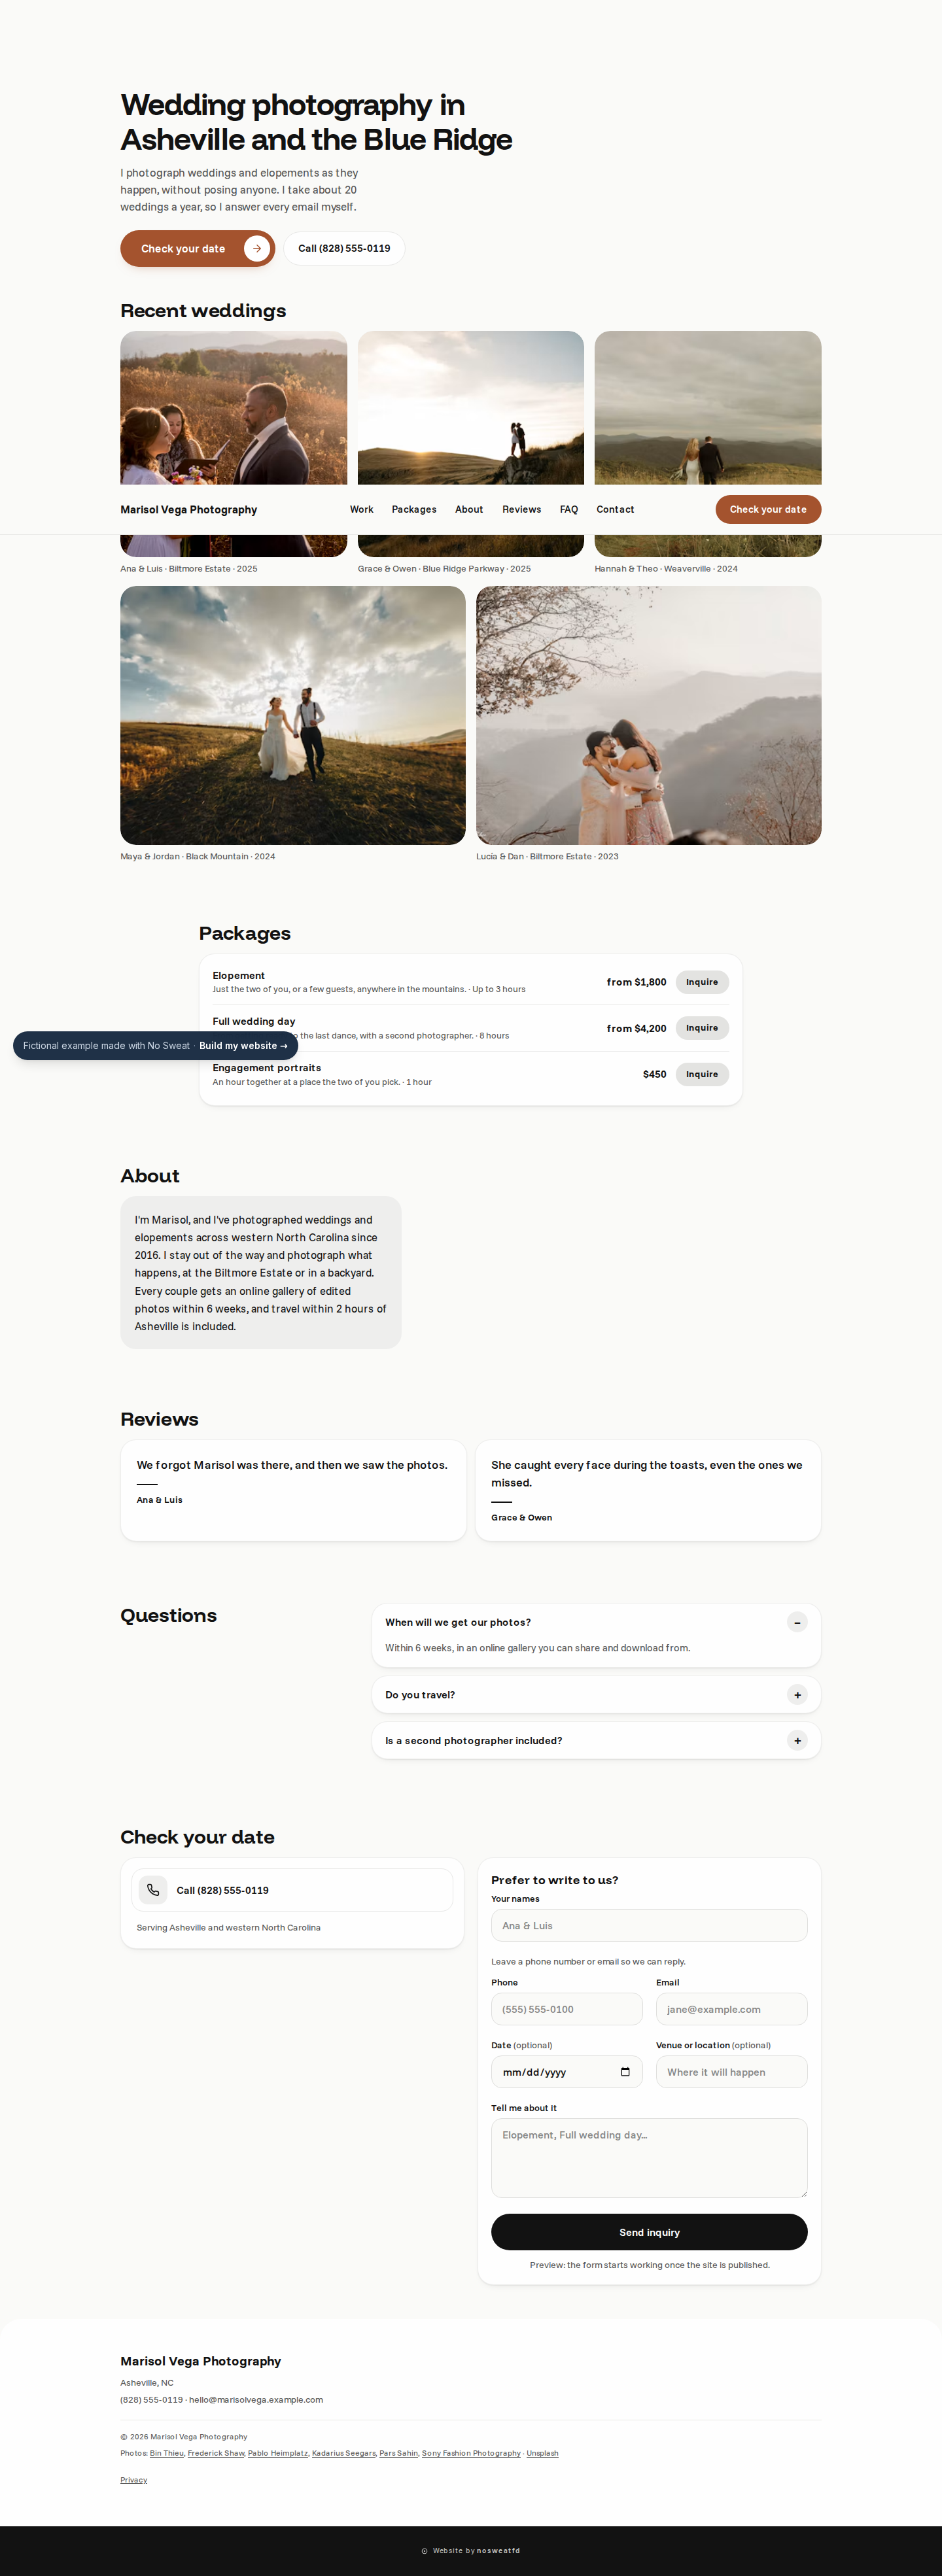 Wedding photography in
Asheville and the Blue Ridge
I photograph weddings and elopements as they
happen, without posing anyone. I take about 20
weddings a year, so I answer every email myself.
Check your date
Call (828) 555-0119
Recent weddings
Marisol Vega Photography
Work
Packages
About
Reviews
FAQ
Contact
Check your date
Ana & Luis · Biltmore Estate · 2025
Grace & Owen · Blue Ridge Parkway · 2025
Hannah & Theo · Weaverville · 2024
Maya & Jordan · Black Mountain · 2024
Lucía & Dan · Biltmore Estate · 2023
Packages
Elopement
from $1,800
Inquire
Just the two of you, or a few guests, anywhere in the mountains. · Up to 3 hours
Full wedding day
from $4,200
Inquire
the last dance, with a second photographer. · 8 hours
Fictional example made with No Sweat · Build my website →
Engagement portraits
$450
Inquire
An hour together at a place the two of you pick. · 1 hour
About
I'm Marisol, and I've photographed weddings and
elopements across western North Carolina since
2016. I stay out of the way and photograph what
happens, at the Biltmore Estate or in a backyard.
Every couple gets an online gallery of edited
photos within 6 weeks, and travel within 2 hours of
Asheville is included.
Reviews
We forgot Marisol was there, and then we saw the photos.
Ana & Luis
She caught every face during the toasts, even the ones we
missed.
Grace & Owen
Questions
When will we get our photos?
Within 6 weeks, in an online gallery you can share and download from.
Do you travel?
Is a second photographer included?
Check your date
Call (828) 555-0119
Serving Asheville and western North Carolina
Prefer to write to us?
Your names
Ana & Luis
Leave a phone number or email so we can reply.
Phone
Email
(555) 555-0100
jane@example.com
Date (optional)
Venue or location (optional)
mm/dd/yyyy
Where it will happen
Tell me about it
Elopement, Full wedding day…
Send inquiry
Preview: the form starts working once the site is published.
Marisol Vega Photography
Asheville, NC
(828) 555-0119 · hello@marisolvega.example.com
© 2026 Marisol Vega Photography
Photos: Bin Thieu, Frederick Shaw, Pablo Heimplatz, Kadarius Seegars, Pars Sahin, Sony Fashion Photography · Unsplash
Privacy
Website by nosweatfd